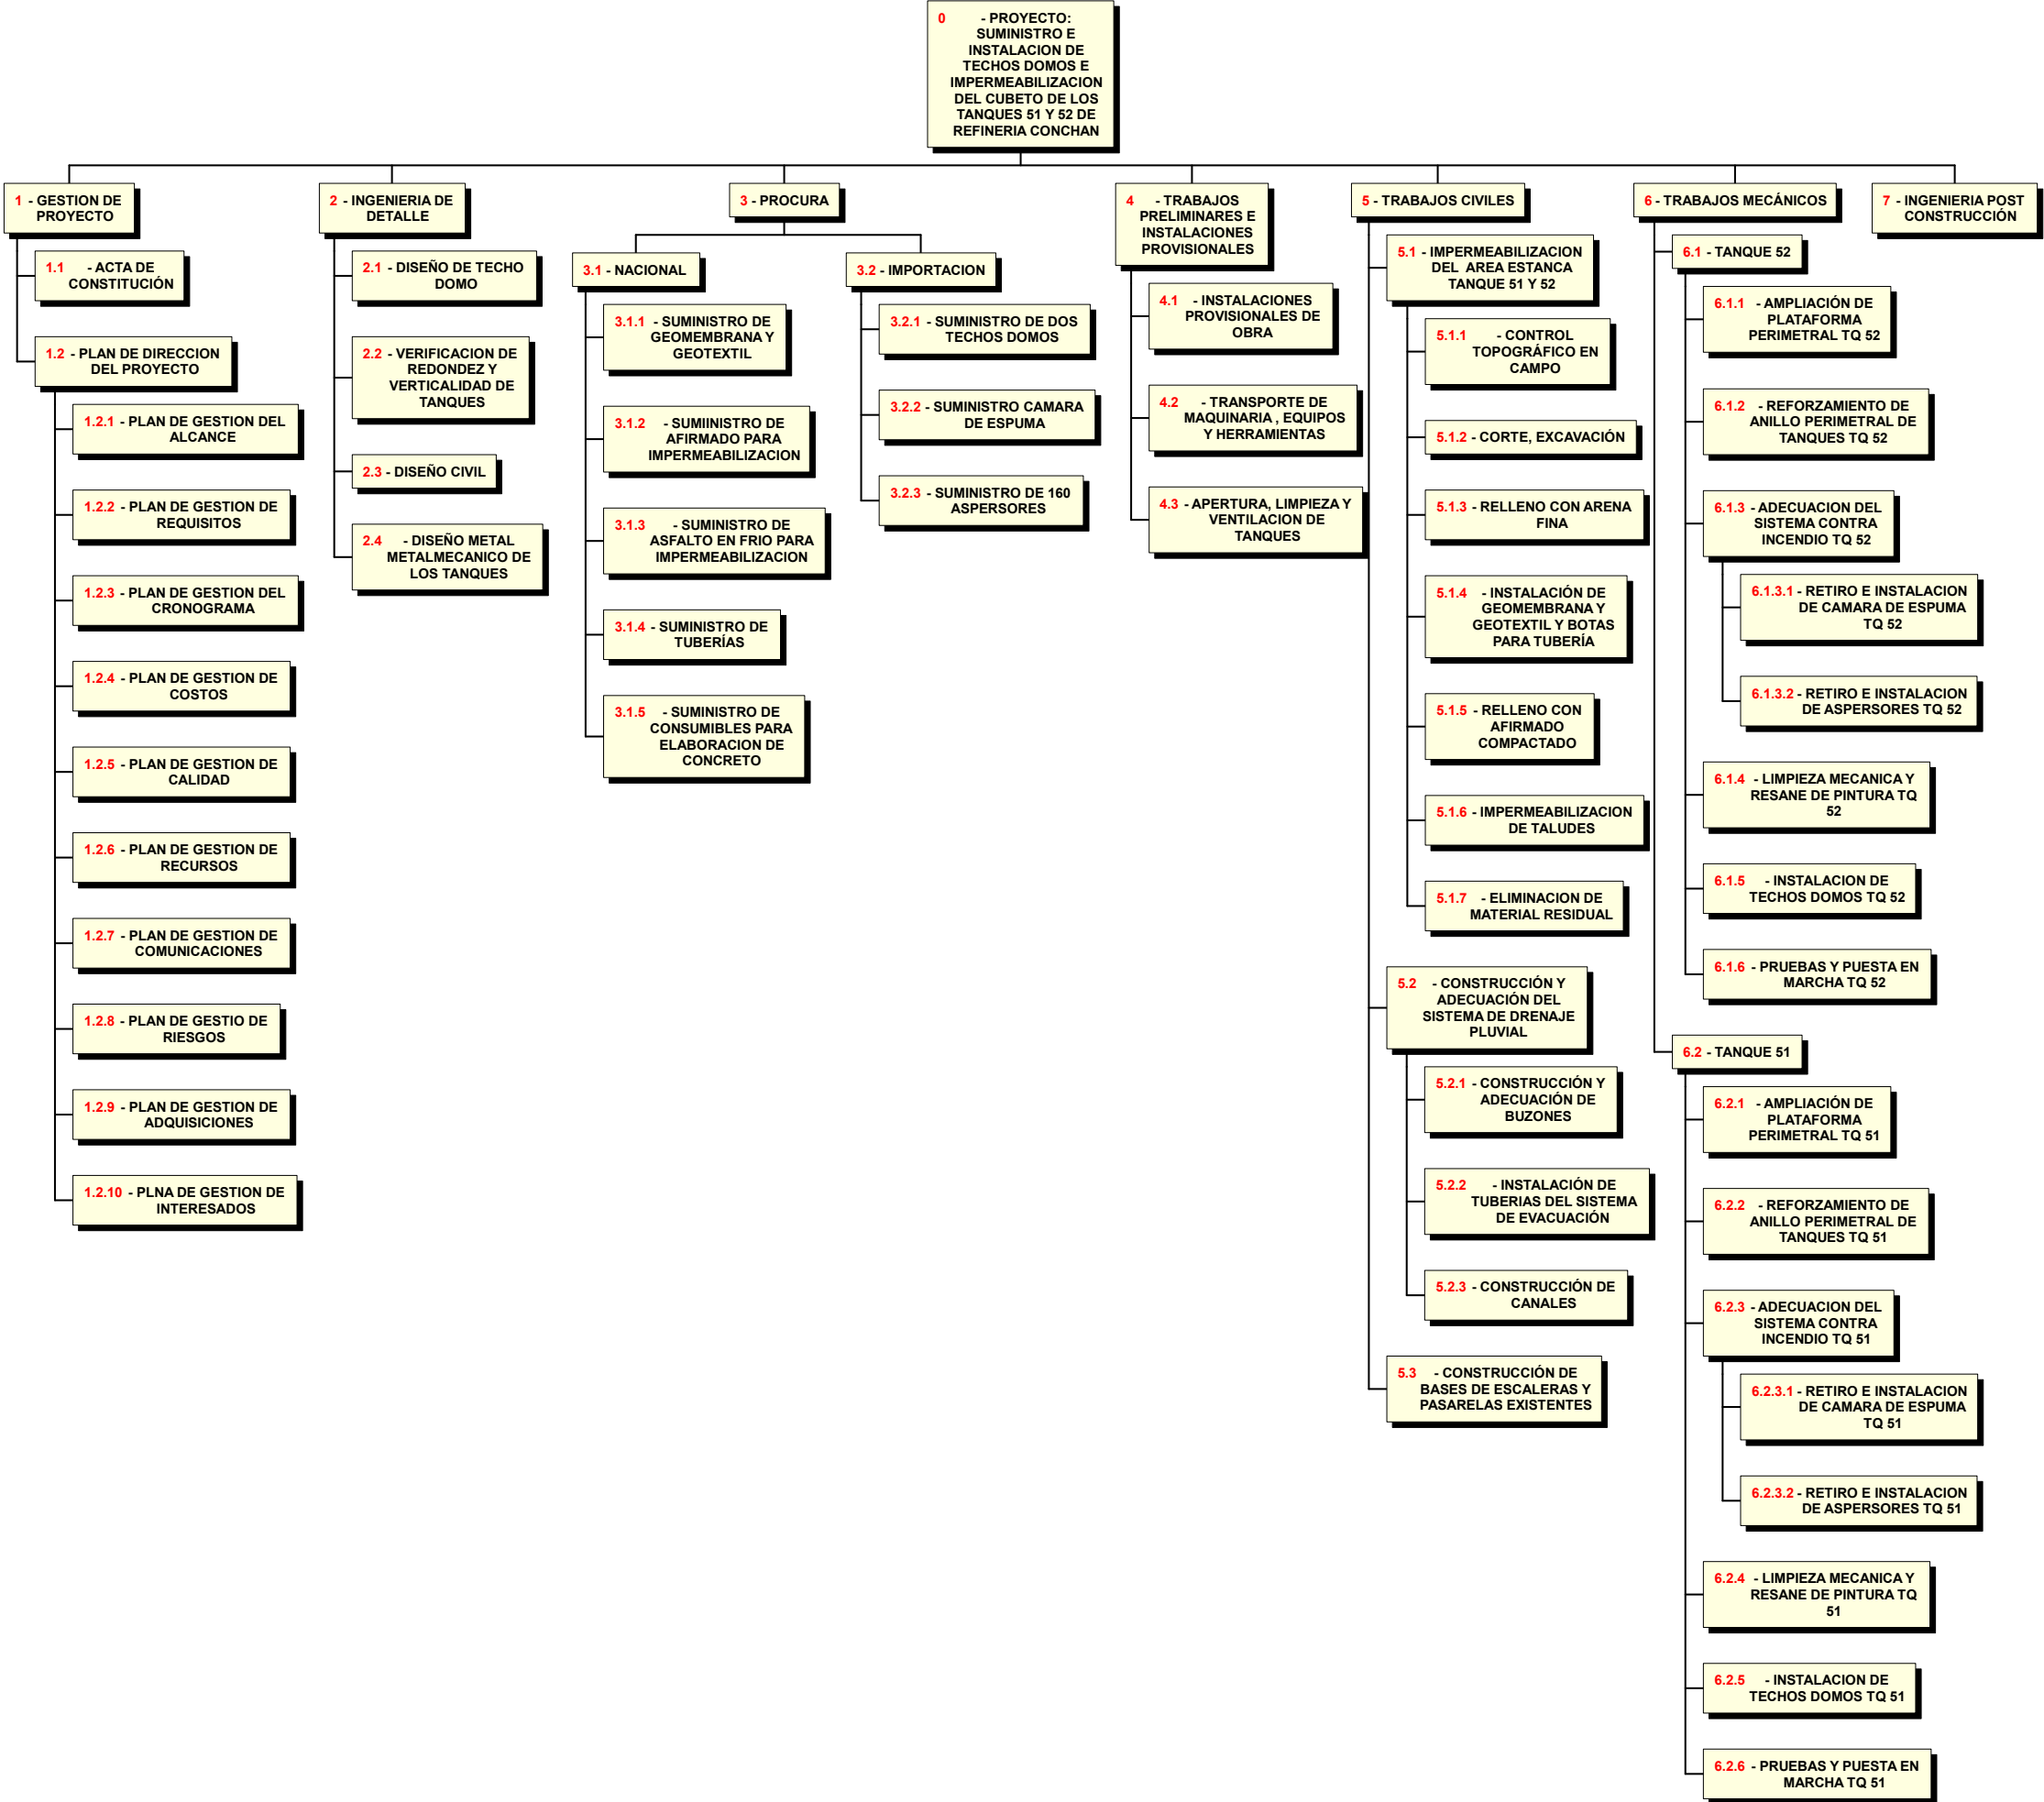 0 - PROYECTO:
SUMINISTRO E
INSTALACION DE
TECHOS DOMOS E
IMPERMEABILIZACION
DEL CUBETO DE LOS
TANQUES 51 Y 52 DE
REFINERIA CONCHAN
1 - GESTION DE
PROYECTO
1.1 - ACTA DE
CONSTITUCIÓN
1.2 - PLAN DE DIRECCION
DEL PROYECTO
1.2.1 - PLAN DE GESTION DEL
ALCANCE
1.2.2 - PLAN DE GESTION DE
REQUISITOS
1.2.3 - PLAN DE GESTION DEL
CRONOGRAMA
1.2.4 - PLAN DE GESTION DE
COSTOS
1.2.5 - PLAN DE GESTION DE
CALIDAD
1.2.6 - PLAN DE GESTION DE
RECURSOS
1.2.7 - PLAN DE GESTION DE
COMUNICACIONES
1.2.8 - PLAN DE GESTIO DE
RIESGOS
1.2.9 - PLAN DE GESTION DE
ADQUISICIONES
1.2.10 - PLNA DE GESTION DE
INTERESADOS
2 - INGENIERIA DE
DETALLE
2.1 - DISEÑO DE TECHO
DOMO
2.2 - VERIFICACION DE
REDONDEZ Y
VERTICALIDAD DE
TANQUES
2.3 - DISEÑO CIVIL
2.4 - DISEÑO METAL
METALMECANICO DE
LOS TANQUES
3 - PROCURA
3.1 - NACIONAL
3.1.1 - SUMINISTRO DE
GEOMEMBRANA Y
GEOTEXTIL
3.1.2 - SUMIINISTRO DE
AFIRMADO PARA
IMPERMEABILIZACION
3.1.3 - SUMINISTRO DE
ASFALTO EN FRIO PARA
IMPERMEABILIZACION
3.1.4 - SUMINISTRO DE
TUBERÍAS
3.1.5 - SUMINISTRO DE
CONSUMIBLES PARA
ELABORACION DE
CONCRETO
3.2 - IMPORTACION
3.2.1 - SUMINISTRO DE DOS
TECHOS DOMOS
3.2.2 - SUMINISTRO CAMARA
DE ESPUMA
3.2.3 - SUMINISTRO DE 160
ASPERSORES
4 - TRABAJOS
PRELIMINARES E
INSTALACIONES
PROVISIONALES
4.1 - INSTALACIONES
PROVISIONALES DE
OBRA
4.2 - TRANSPORTE DE
MAQUINARIA , EQUIPOS
Y HERRAMIENTAS
4.3 - APERTURA, LIMPIEZA Y
VENTILACION DE
TANQUES
5 - TRABAJOS CIVILES
5.1 - IMPERMEABILIZACION
DEL AREA ESTANCA
TANQUE 51 Y 52
5.1.1 - CONTROL
TOPOGRÁFICO EN
CAMPO
5.1.2 - CORTE, EXCAVACIÓN
5.1.3 - RELLENO CON ARENA
FINA
5.1.4 - INSTALACIÓN DE
GEOMEMBRANA Y
GEOTEXTIL Y BOTAS
PARA TUBERÍA
5.1.5 - RELLENO CON
AFIRMADO
COMPACTADO
5.1.6 - IMPERMEABILIZACION
DE TALUDES
5.1.7 - ELIMINACION DE
MATERIAL RESIDUAL
5.2 - CONSTRUCCIÓN Y
ADECUACIÓN DEL
SISTEMA DE DRENAJE
PLUVIAL
5.2.1 - CONSTRUCCIÓN Y
ADECUACIÓN DE
BUZONES
5.2.2 - INSTALACIÓN DE
TUBERIAS DEL SISTEMA
DE EVACUACIÓN
5.2.3 - CONSTRUCCIÓN DE
CANALES
5.3 - CONSTRUCCIÓN DE
BASES DE ESCALERAS Y
PASARELAS EXISTENTES
6 - TRABAJOS MECÁNICOS
6.1 - TANQUE 52
6.1.1 - AMPLIACIÓN DE
PLATAFORMA
PERIMETRAL TQ 52
6.1.2 - REFORZAMIENTO DE
ANILLO PERIMETRAL DE
TANQUES TQ 52
6.1.3 - ADECUACION DEL
SISTEMA CONTRA
INCENDIO TQ 52
6.1.3.1 - RETIRO E INSTALACION
DE CAMARA DE ESPUMA
TQ 52
6.1.3.2 - RETIRO E INSTALACION
DE ASPERSORES TQ 52
6.1.4 - LIMPIEZA MECANICA Y
RESANE DE PINTURA TQ
52
6.1.5 - INSTALACION DE
TECHOS DOMOS TQ 52
6.1.6 - PRUEBAS Y PUESTA EN
MARCHA TQ 52
6.2 - TANQUE 51
6.2.1 - AMPLIACIÓN DE
PLATAFORMA
PERIMETRAL TQ 51
6.2.2 - REFORZAMIENTO DE
ANILLO PERIMETRAL DE
TANQUES TQ 51
6.2.3 - ADECUACION DEL
SISTEMA CONTRA
INCENDIO TQ 51
6.2.3.1 - RETIRO E INSTALACION
DE CAMARA DE ESPUMA
TQ 51
6.2.3.2 - RETIRO E INSTALACION
DE ASPERSORES TQ 51
6.2.4 - LIMPIEZA MECANICA Y
RESANE DE PINTURA TQ
51
6.2.5 - INSTALACION DE
TECHOS DOMOS TQ 51
6.2.6 - PRUEBAS Y PUESTA EN
MARCHA TQ 51
7 - INGENIERIA POST
CONSTRUCCIÓN